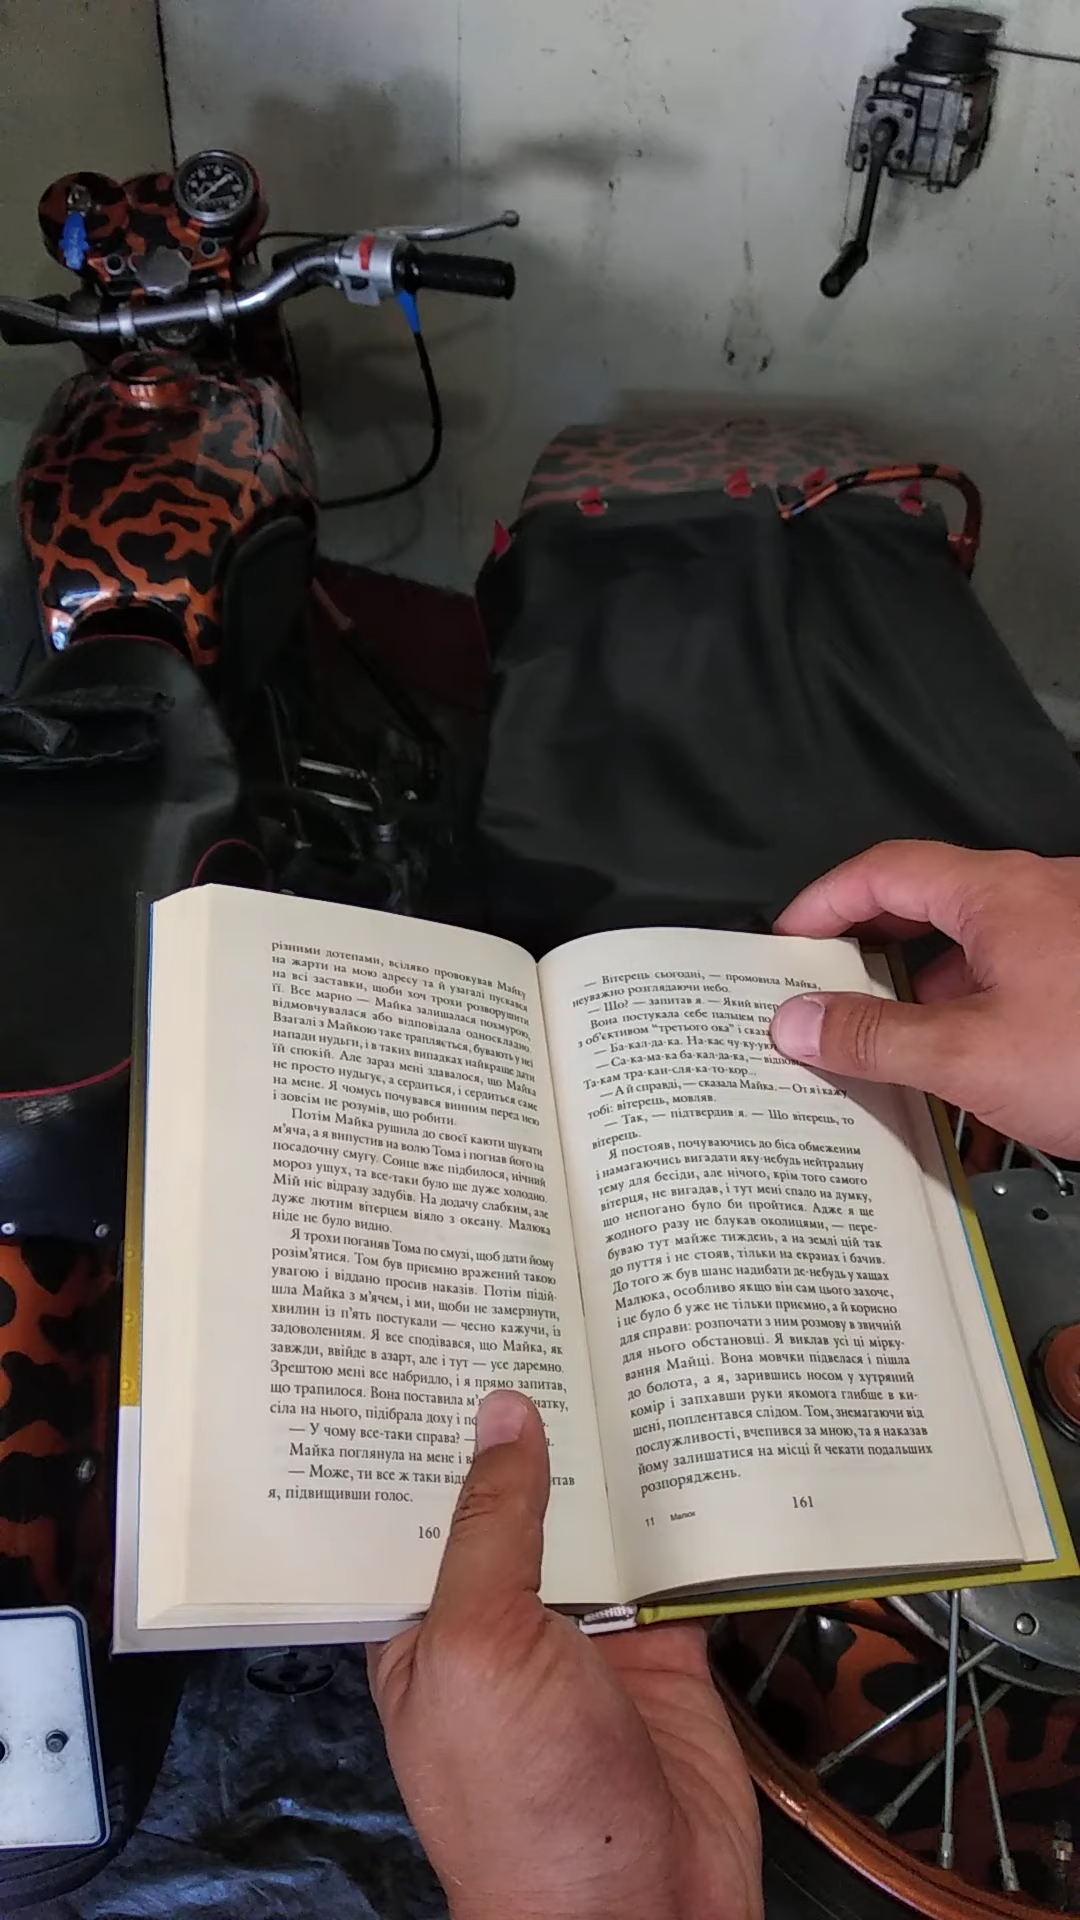 різними дотепами, всіляко провокував Майку
на жарти на мою адресу та й узагалі пускався
на всі заставки, щоби хоч трохи розворушити
її. Все марно — Майка залишалася похмурою,
відмовчувалася або відповідала односкладно.
Взагалі з Майкою таке трапляється, бувають у неї
напади нудьги, і в таких випадках найкраще дати
їй спокій. Але зараз мені здавалося, що Майка
не просто нудьгує, а сердиться, і сердиться саме
на мене. Я чомусь почувався винним перед нею
і зовсім не розумів, що робити.
Потім Майка рушила до своєї каюти шукати
м'яча, а я випустив на волю Тома і погнав його на
посадочну смугу. Сонце вже підбилося, нічний
мороз ущух, та все-таки було ще дуже холодно.
Мій ніс відразу задубів. На додачу слабким, але
дуже лютим вітерцем віяло з океану. Малюка
ніде не було видно.
Я трохи поганяв Тома по смузі, щоб дати йому
розім'ятися. Том був приємно вражений такою
увагою і віддано просив наказів. Потім підій-
шла Майка з м'ячем, і ми, щоби не замерзнути,
хвилин із п'ять постукали — чесно кажучи, із
задоволенням. Я все сподівався, що Майка, як
завжди, ввійде в азарт, але і тут — усе даремно.
Зрештою мені все набридло, і я прямо запитав,
що трапилося. Вона поставила
сіла на нього, підібрала доху і
— У чому все-таки справа? —
Майка поглянула на мене і
— Може, ти все ж таки
я, підвищивши голос.
160
— Вітерець сьогодні, — промовила Майка,
неуважно розглядаючи небо.
— Що? — запитав я. — Який
Вона постукала себе пальцем по
з об'єктивом “третього ока” і
— Ба-кал-да-ка. На-кас
— Са-ка-ма-ка ба-кал-да-ка, —
Та-кам тра-кан-сля-ка-то-кор...
— А й справді, — сказала Майка. — От я і кажу
тобі: вітерець, мовляв.
— Так, — підтвердив я. — Що вітерець, то
вітерець.
Я постояв, почуваючись до біса обмеженим
і намагаючись вигадати яку-небудь нейтральну
тему для бесіди, але нічого, крім того самого
вітерця, не вигадав, і тут мені спало на думку,
що непогано було би пройтися. Адже я ще
жодного разу не блукав околицями, — пере-
буваю тут майже тиждень, а на землі цій так
до пуття і не стояв, тільки на екранах і бачив.
До того ж був шанс надибати де-небудь у хащах
Малюка, особливо якщо він сам цього захоче,
і це було б уже не тільки приємно, а й корисно
для справи: розпочати з ним розмову в звичній
для нього обстановці. Я виклав усі ці мірку-
вання Майці. Вона мовчки підвелася і пішла
до болота, а я, зарившись носом у хутряний
комір і запхавши руки якомога глибше в ки-
шені, поплентався слідом. Том, знемагаючи від
послужливості, вчепився за мною, та я наказав
йому залишатися на місці й чекати подальших
розпоряджень.
161
11 Малюк